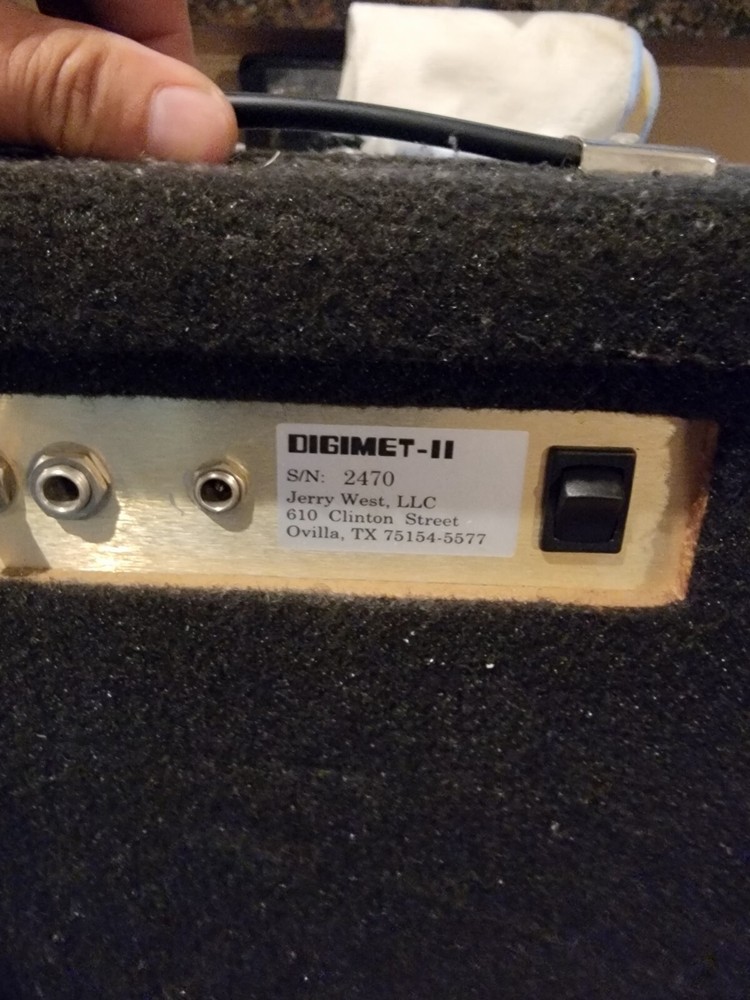 DIGIMET-II
S/N: 2470
Jerry West, LLC
610 Clinton Street
Ovilla, TX 75154-5577